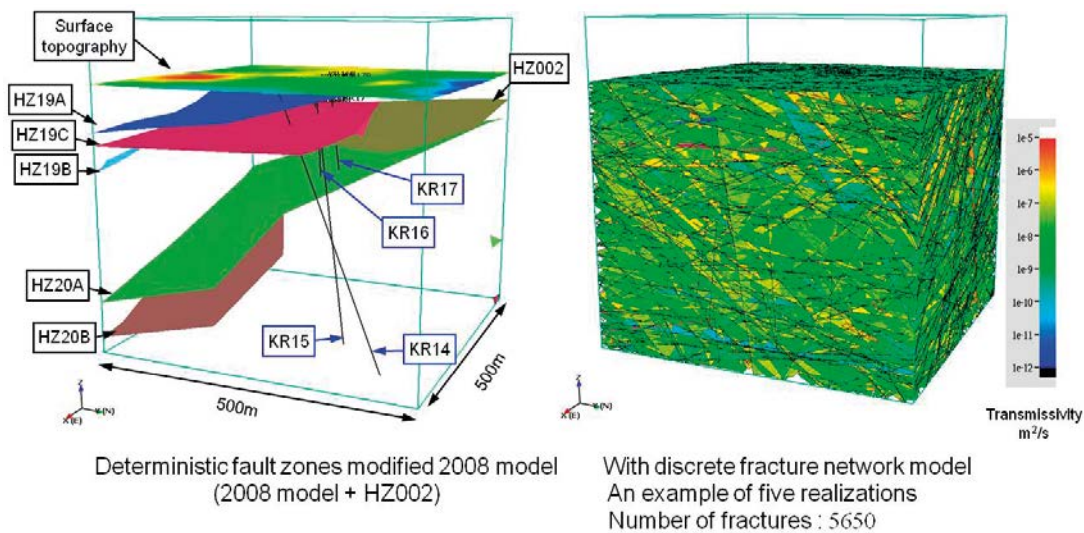 Surface
topography
HZ002
HZ19A
HZ19C
HZ19B
KR17
KR16
HZ20A
HZ20B
KR15
KR14
500m
500m
Z
X (E)
Y (N)
Z
X (E)
Y (N)
1e-5
1e-6
1e-7
1e-8
1e-9
1e-10
1e-11
1e-12
Transmissivity
m²/s
Deterministic fault zones modified 2008 model
(2008 model + HZ002)
With discrete fracture network model
An example of five realizations
Number of fractures : 5650